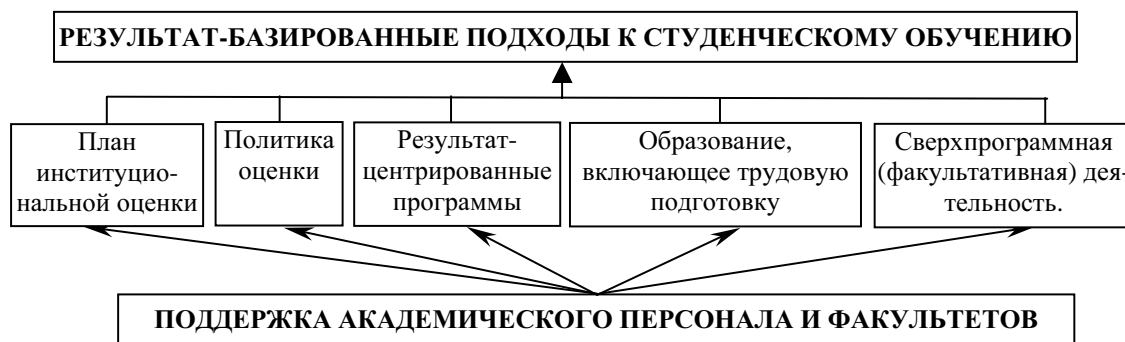 РЕЗУЛЬТАТ-БАЗИРОВАННЫЕ ПОДХОДЫ К СТУДЕНЧЕСКОМУ ОБУЧЕНИЮ
План
институцио-
нальной оценки
Политика
оценки
Результат-
центрированные
программы
Образование,
включающее трудовую
подготовку
Сверхпрограммная
(факультативная) дея-
тельность.
ПОДДЕРЖКА АКАДЕМИЧЕСКОГО ПЕРСОНАЛА И ФАКУЛЬТЕТОВ